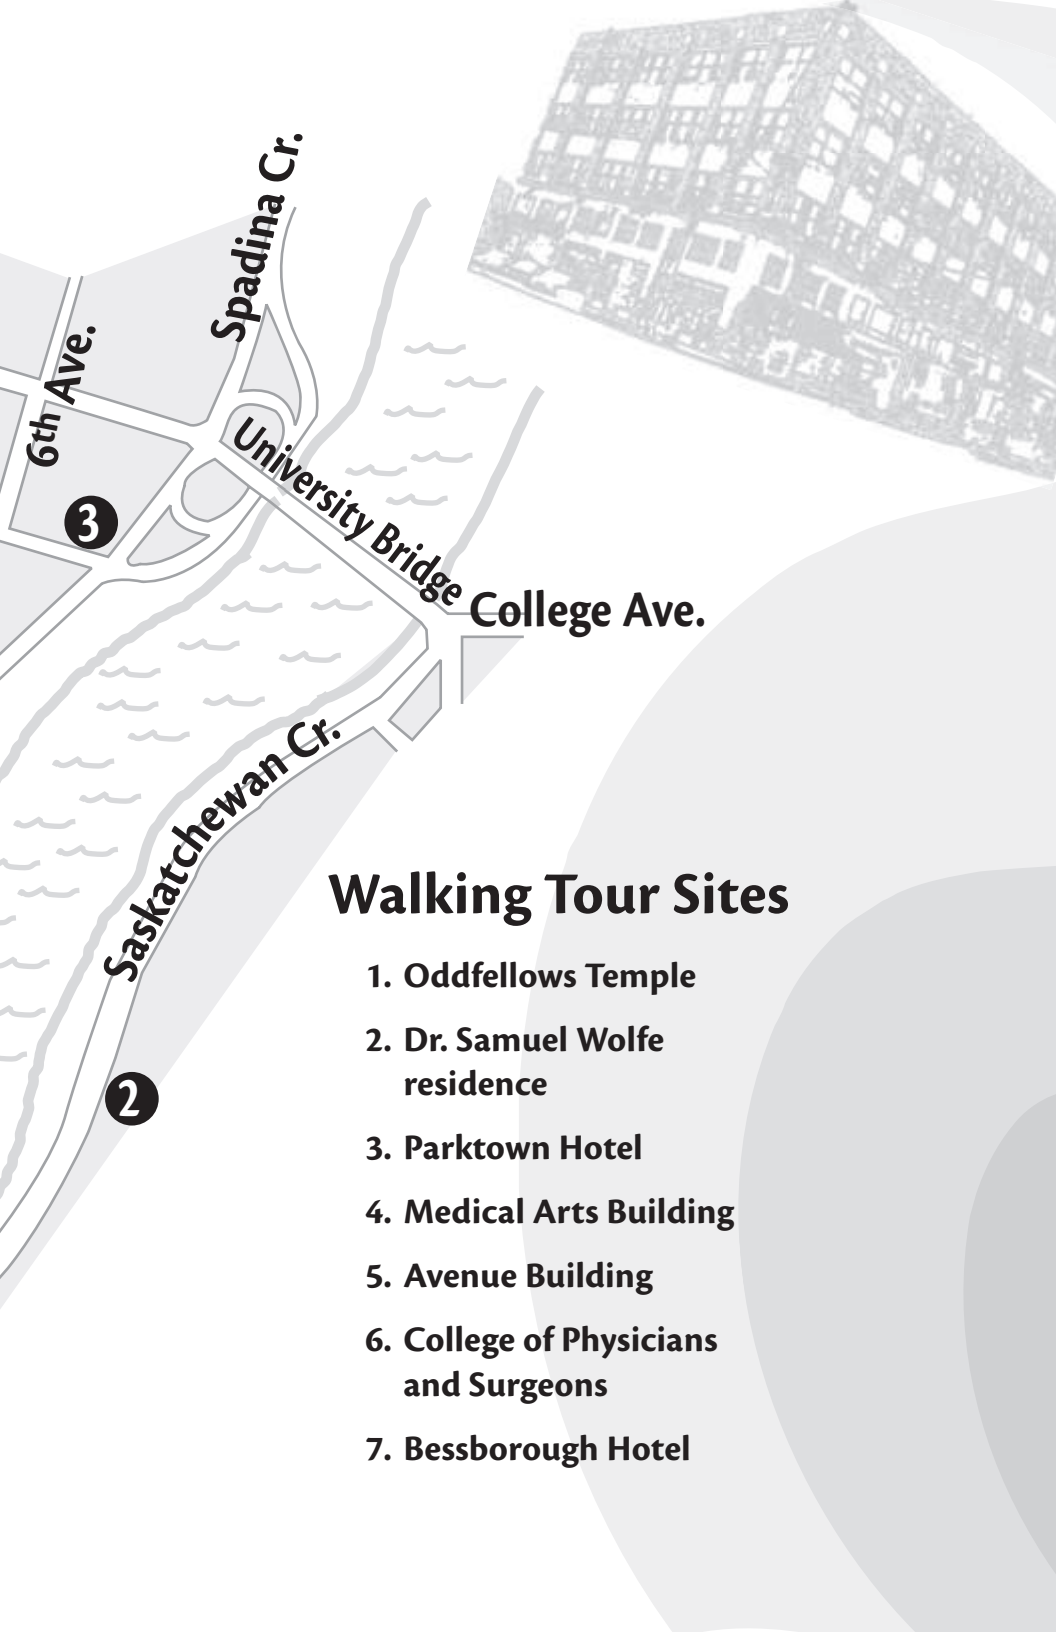 Spadina Cr.
6th Ave.
University Bridge
3
College Ave.
Saskatchewan Cr.
2
Walking Tour Sites
1. Oddfellows Temple
2. Dr. Samuel Wolfe
residence
3. Parktown Hotel
4. Medical Arts Building
5. Avenue Building
6. College of Physicians
and Surgeons
7. Bessborough Hotel